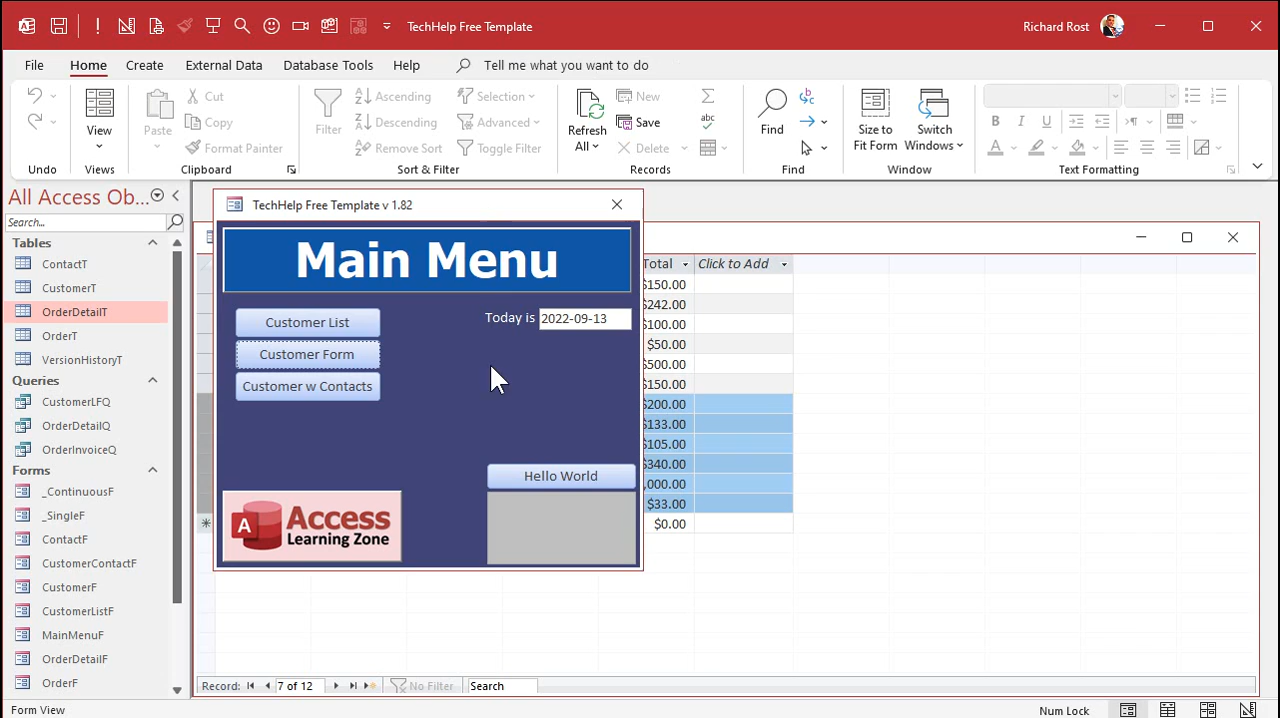 TechHelp Free Template
Richard Rost
File Home Create External Data Database Tools Help Tell me what you want to do
Undo
View
Views
Paste
Cut
Copy
Format Painter
Clipboard
Filter
Ascending
Descending
Remove Sort
Selection
Advanced
Toggle Filter
Sort & Filter
Refresh All
New
Save
Delete
Records
Find
Find
Size to Fit Form
Switch Windows
Window
B I U
A
Text Formatting
All Access Ob...
Search...
Tables
ContactT
CustomerT
OrderDetailT
OrderT
VersionHistoryT
Queries
CustomerLFQ
OrderDetailQ
OrderInvoiceQ
Forms
_ContinuousF
_SingleF
ContactF
CustomerContactF
CustomerF
CustomerListF
MainMenuF
OrderDetailF
OrderF
TechHelp Free Template v 1.82
Main Menu
Customer List
Customer Form
Customer w Contacts
Today is 2022-09-13
Hello World
A Access
Learning Zone
Total Click to Add
$150.00
$242.00
$100.00
$50.00
$500.00
$150.00
$200.00
$133.00
$105.00
$340.00
,000.00
$33.00
$0.00
Record: 7 of 12 No Filter Search
Form View
Num Lock